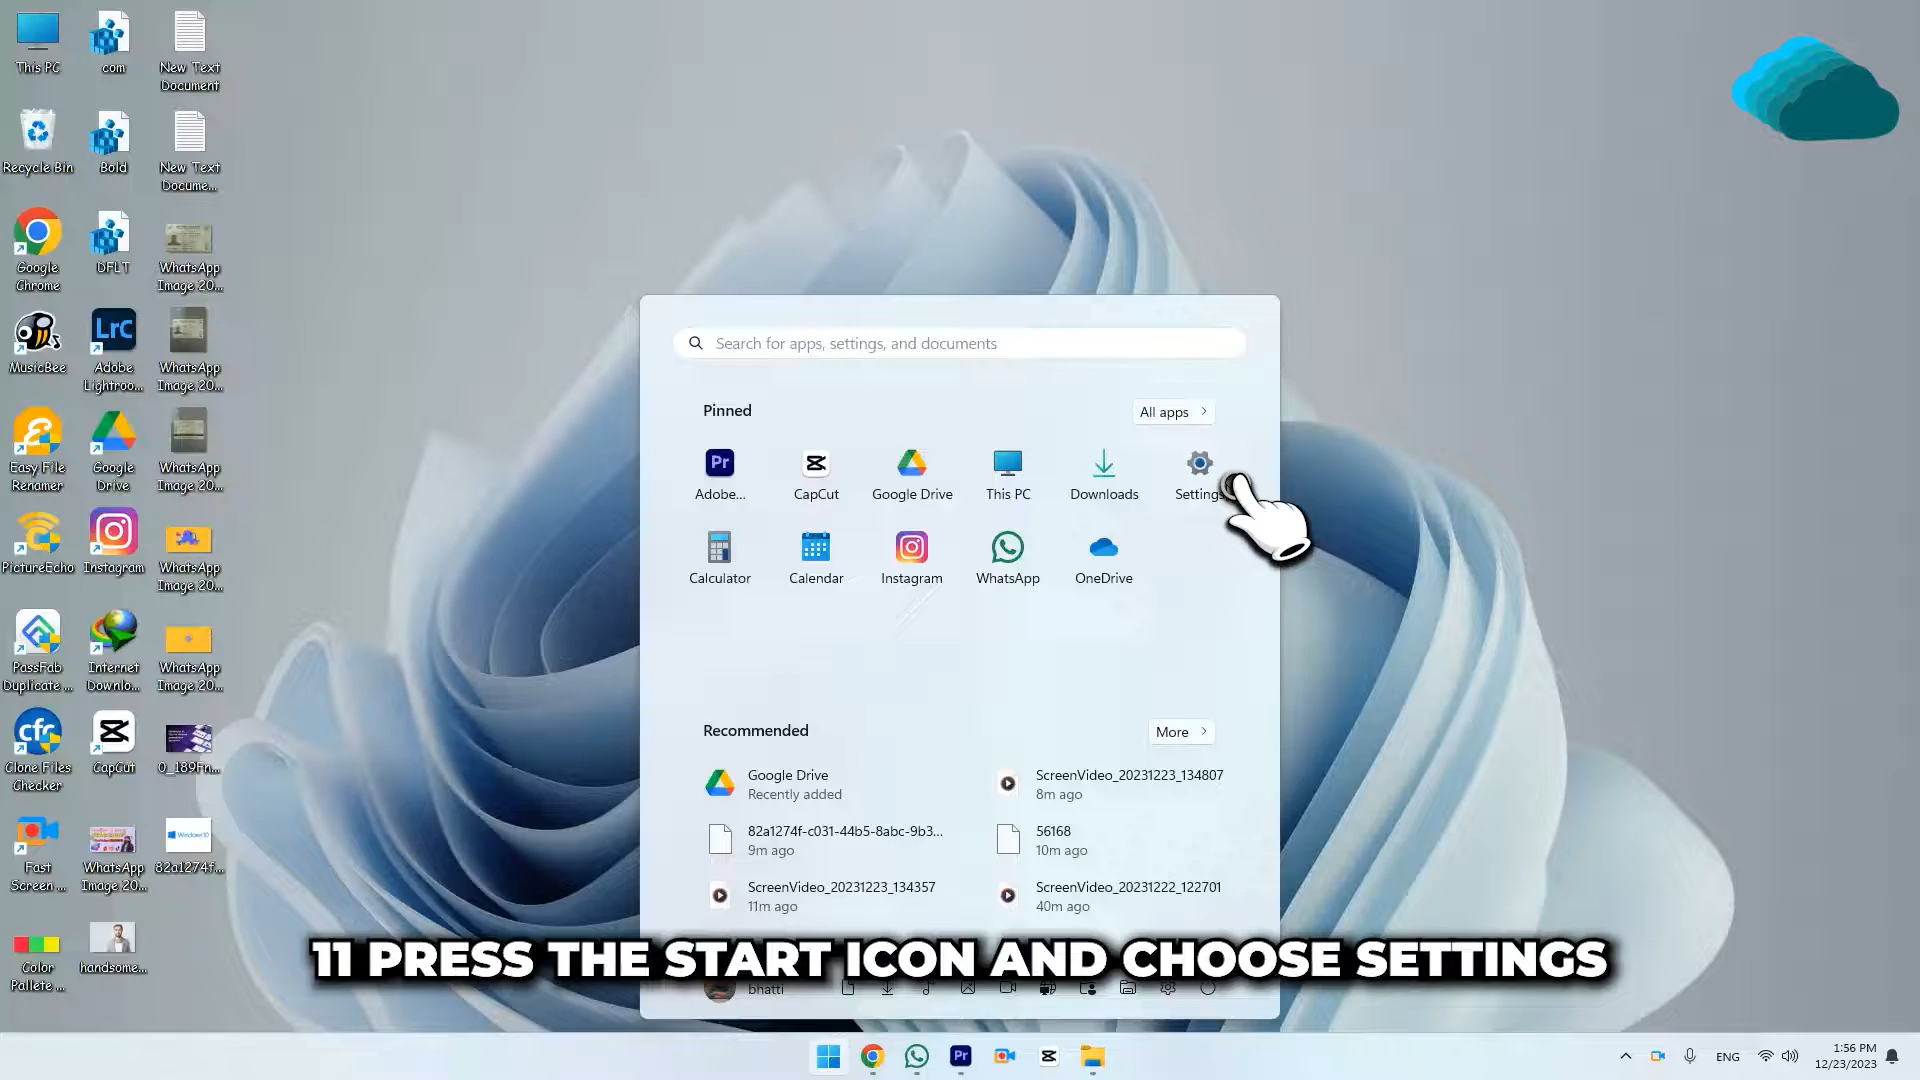 This PC
com
New Text
Document
Recycle Bin
Bold
New Text
Docume...
Google
Chrome
DFLT
WhatsApp
Image 20...
MusicBee
Lrc
Adobe
Lightroo...
WhatsApp
Image 20...
Easy File
Renamer
Google
Drive
WhatsApp
Image 20...
PictureEcho
Instagram
WhatsApp
Image 20...
PassFab
Duplicate ...
Internet
Downlo...
WhatsApp
Image 20...
cfr
Clone Files
Checker
CapCut
0_189Fn...
Fast
Screen ...
WhatsApp
Image 20...
Windows10
82a1274f...
Color
Pallete ...
handsome...
Search for apps, settings, and documents
Pinned
All apps
Pr
Adobe...
CapCut
Google Drive
This PC
Downloads
Settings
Calculator
Calendar
Instagram
WhatsApp
OneDrive
Recommended
More
Google Drive
Recently added
ScreenVideo_20231223_134807
8m ago
82a1274f-c031-44b5-8abc-9b3...
9m ago
56168
10m ago
ScreenVideo_20231223_134357
11m ago
ScreenVideo_20231222_122701
40m ago
11 PRESS THE START ICON AND CHOOSE SETTINGS
bhatti
Pr
ENG
1:56 PM
12/23/2023